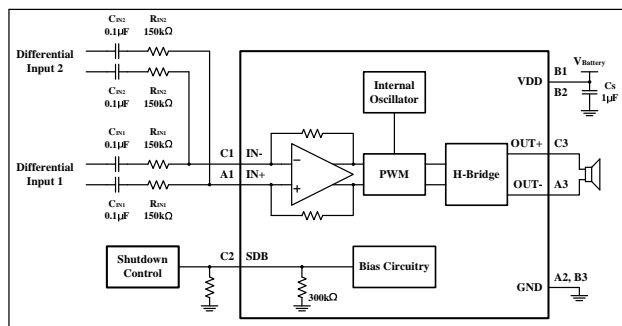 CIN2 RIN2
0.1μF 150kΩ
Differential
Input 2
CIN2 RIN2
0.1μF 150kΩ
CIN1 RIN1
0.1μF 150kΩ
Differential
Input 1
CIN1 RIN1
0.1μF 150kΩ
C1 IN-
A1 IN+
Internal
Oscillator
PWM
H-Bridge
VDD
B1
B2
VBattery
CS
1μF
OUT+ C3
OUT- A3
Shutdown
Control
C2 SDB
300kΩ
Bias Circuitry
GND
A2, B3